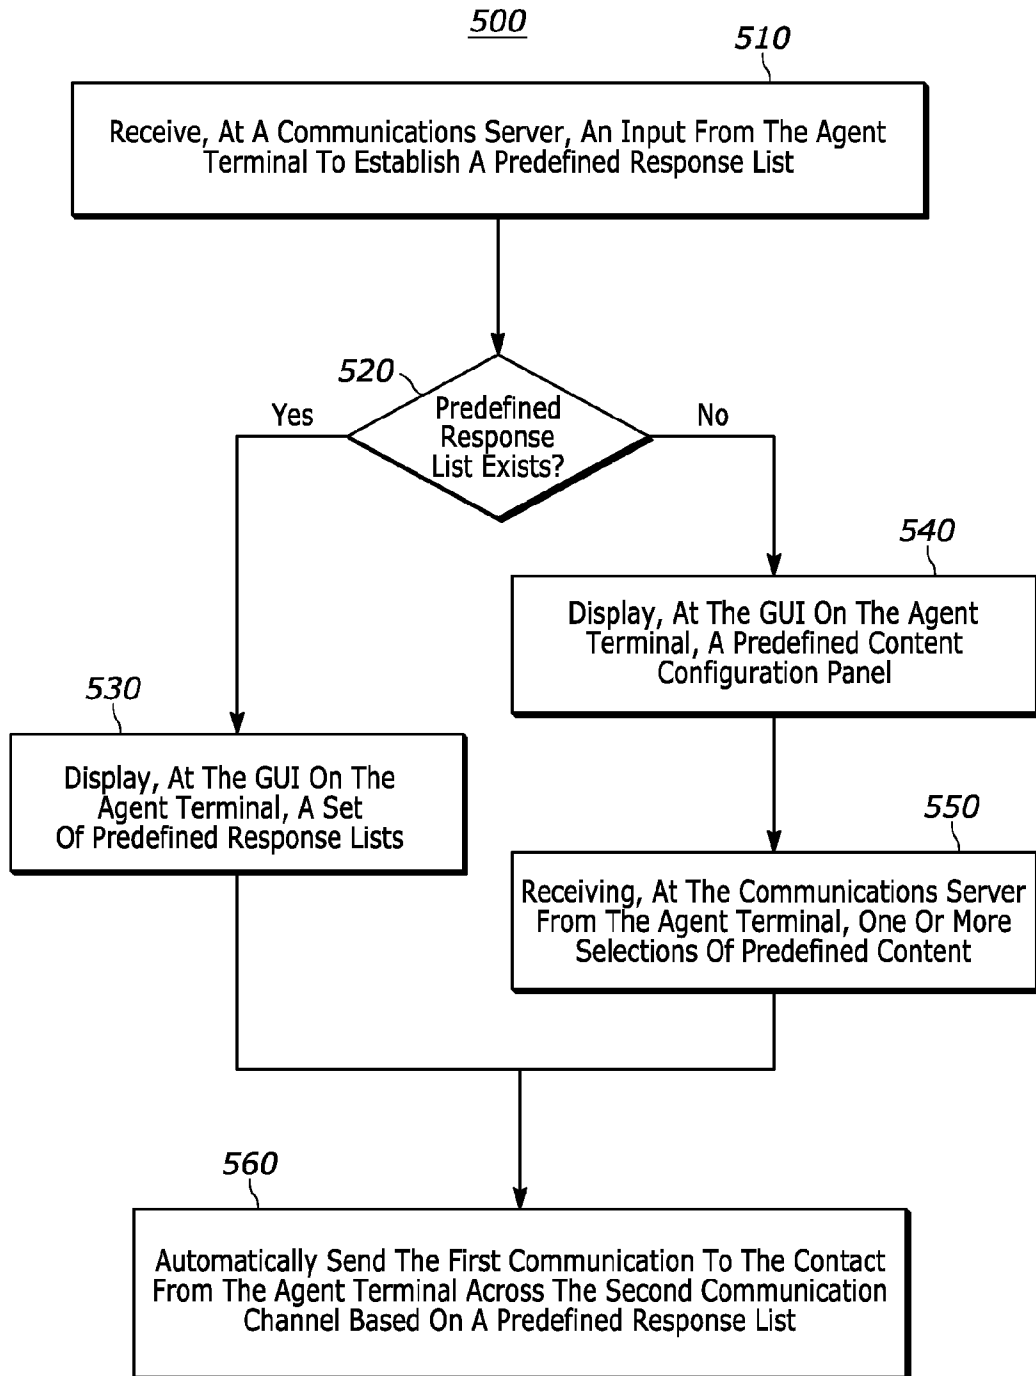 500
510
Receive, At A Communications Server, An Input From The Agent
Terminal To Establish A Predefined Response List
520
Yes
Predefined
Response
List Exists?
No
540
Display, At The GUI On The Agent
Terminal, A Predefined Content
Configuration Panel
530
Display, At The GUI On The
Agent Terminal, A Set
Of Predefined Response Lists
550
Receiving, At The Communications Server
From The Agent Terminal, One Or More
Selections Of Predefined Content
560
Automatically Send The First Communication To The Contact
From The Agent Terminal Across The Second Communication
Channel Based On A Predefined Response List